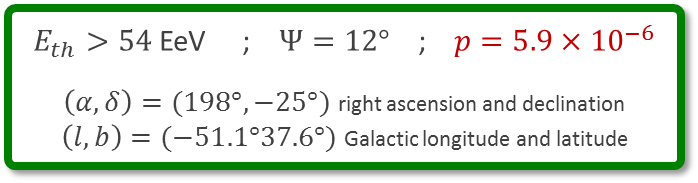 E_th > 54 EeV ; Ψ = 12° ; p = 5.9 × 10⁻⁶
(α, δ) = (198°, −25°) right ascension and declination
(l, b) = (−51.1°37.6°) Galactic longitude and latitude